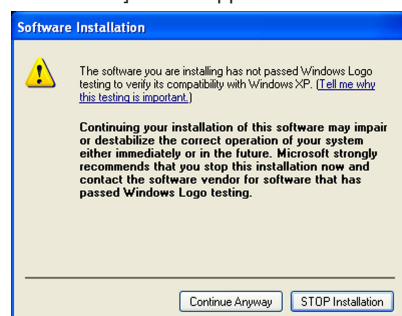 Software Installation
The software you are installing has not passed Windows Logo
testing to verify its compatibility with Windows XP. (Tell me why
this testing is important.)
Continuing your installation of this software may impair
or destabilize the correct operation of your system
either immediately or in the future. Microsoft strongly
recommends that you stop this installation now and
contact the software vendor for software that has
passed Windows Logo testing.
Continue Anyway
STOP Installation